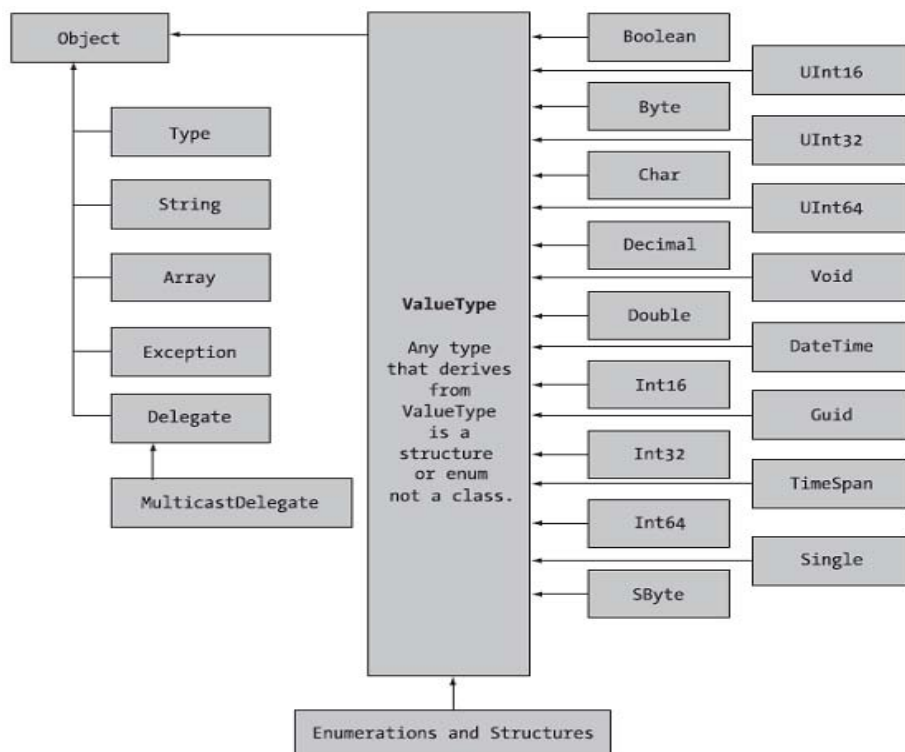 Object
Type
String
Array
Exception
Delegate
MulticastDelegate
ValueType
Any type
that derives
from
ValueType
is a
structure
or enum
not a class.
Boolean
UInt16
Byte
UInt32
Char
UInt64
Decimal
Void
Double
DateTime
Int16
Guid
Int32
TimeSpan
Int64
Single
SByte
Enumerations and Structures